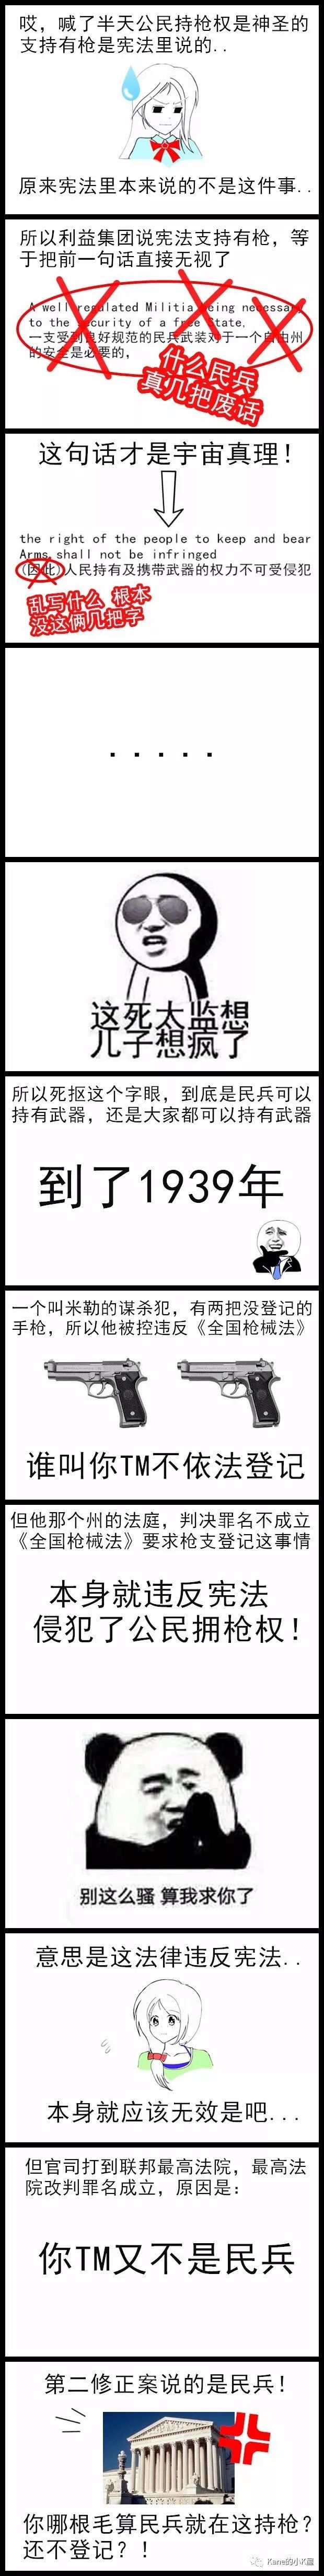 哎，喊了半天公民持枪权是神圣的
支持有枪是宪法里说的..
原来宪法里本来说的不是这件事..
所以利益集团说宪法支持有枪，等
于把前一句话直接无视了
A well regulated Militia being necessary
to the security of a free State,
一支受到良好规范的民兵武装对于一个自由州
的安全是必要的，
什么民兵
真几把废话
这句话才是宇宙真理！
the right of the people to keep and bear
Arms shall not be infringed
(因此)人民持有及携带武器的权力不可受侵犯
乱写什么 根本
没这俩几把字
.....
这死太监想
儿子想疯了
所以死抠这个字眼，到底是民兵可以
持有武器，还是大家都可以持有武器
到了1939年
一个叫米勒的谋杀犯，有两把没登记的
手枪，所以他被控违反《全国枪械法》
谁叫你TM不依法登记
但他那个州的法庭，判决罪名不成立
《全国枪械法》要求枪支登记这事情
本身就违反宪法
侵犯了公民拥枪权！
别这么骚 算我求你了
意思是这法律违反宪法..
本身就应该无效是吧...
但官司打到联邦最高法院，最高法
院改判罪名成立，原因是：
你TM又不是民兵
第二修正案说的是民兵！
你哪根毛算民兵就在这持枪？
还不登记？！
Kane的小K屋